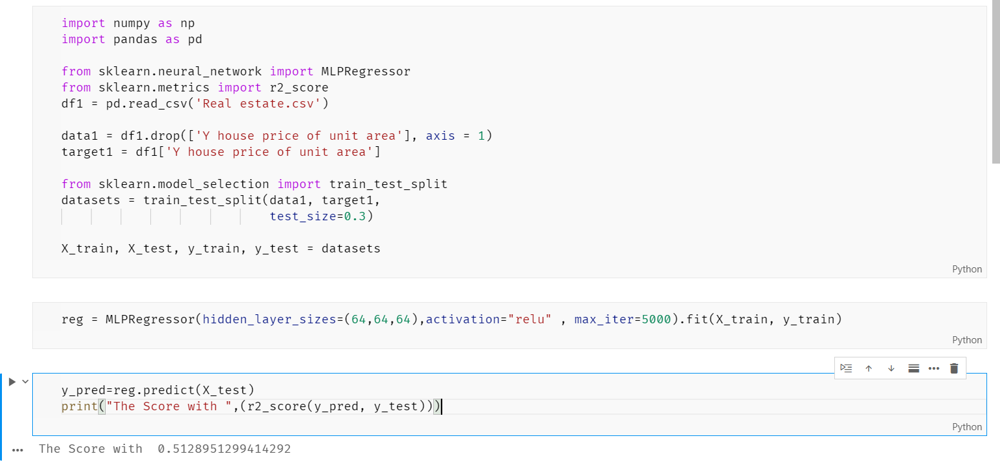 import numpy as np
import pandas as pd
from sklearn.neural_network import MLPRegressor
from sklearn.metrics import r2_score
df1 = pd.read_csv('Real estate.csv')
data1 = df1.drop(['Y house price of unit area'], axis = 1)
target1 = df1['Y house price of unit area']
from sklearn.model_selection import train_test_split
datasets = train_test_split(data1, target1,
test_size=0.3)
X_train, X_test, y_train, y_test = datasets
Python
reg = MLPRegressor(hidden_layer_sizes=(64,64,64),activation="relu" , max_iter=5000).fit(X_train, y_train)
Python
y_pred=reg.predict(X_test)
print("The Score with ",(r2_score(y_pred, y_test)))
Python
The Score with  0.5128951299414292